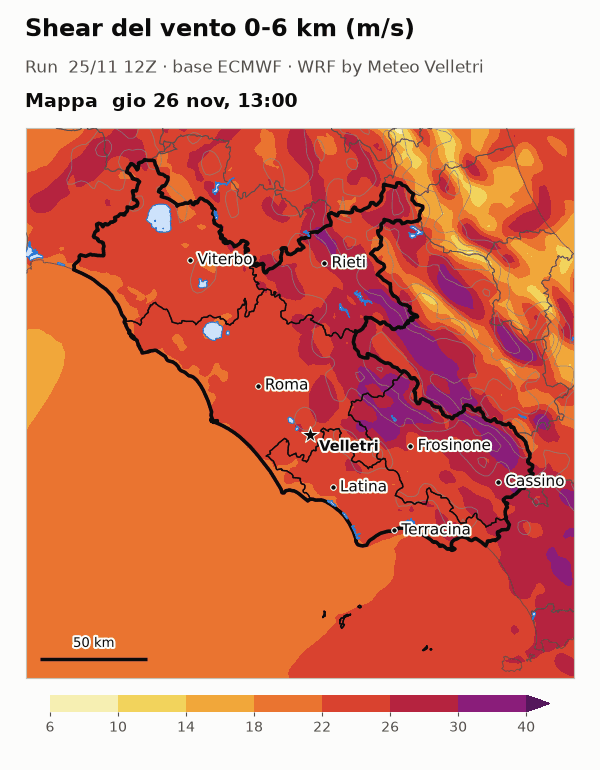 Shear del vento 0-6 km (m/s)
Run  25/11 12Z · base ECMWF · WRF by Meteo Velletri
Mappa  gio 26 nov, 13:00
Viterbo
Rieti
Roma
Velletri
Frosinone
Cassino
Latina
Terracina
50 km
6 10 14 18 22 26 30 40